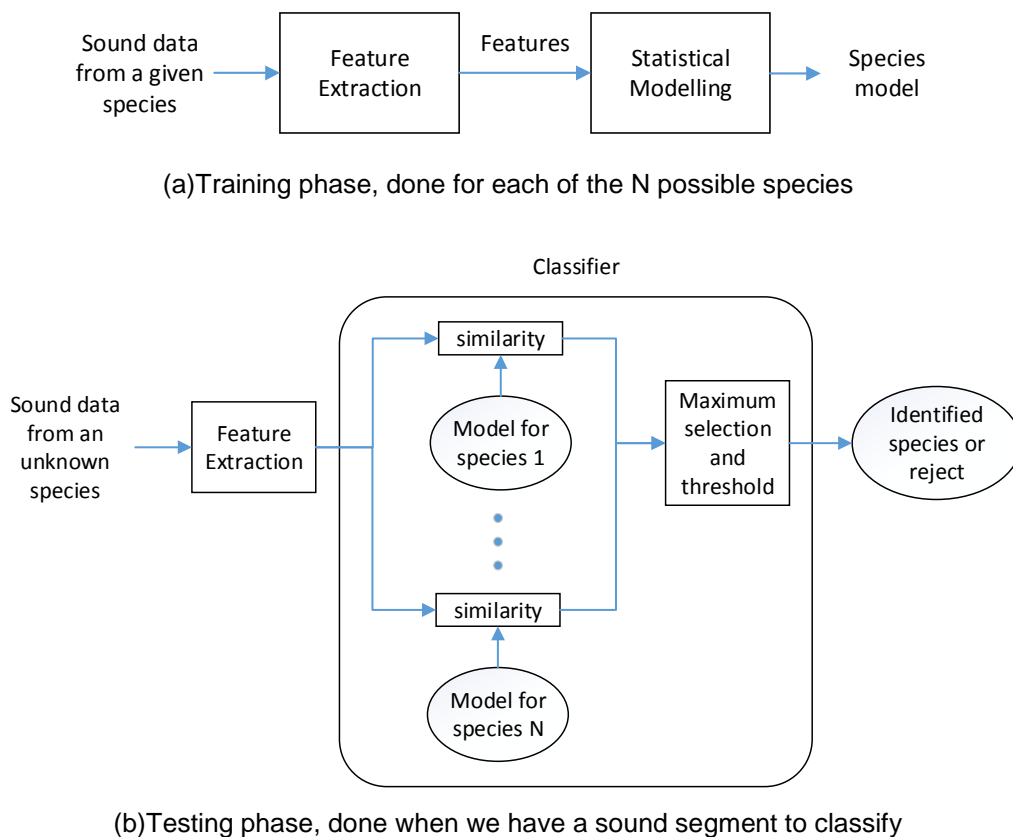 Sound data
from a given
species
Feature
Extraction
Features
Statistical
Modelling
Species
model
(a)Training phase, done for each of the N possible species
Classifier
Sound data
from an
unknown
species
Feature
Extraction
similarity
Model for
species 1
similarity
Model for
species N
Maximum
selection
and
threshold
Identified
species or
reject
(b)Testing phase, done when we have a sound segment to classify